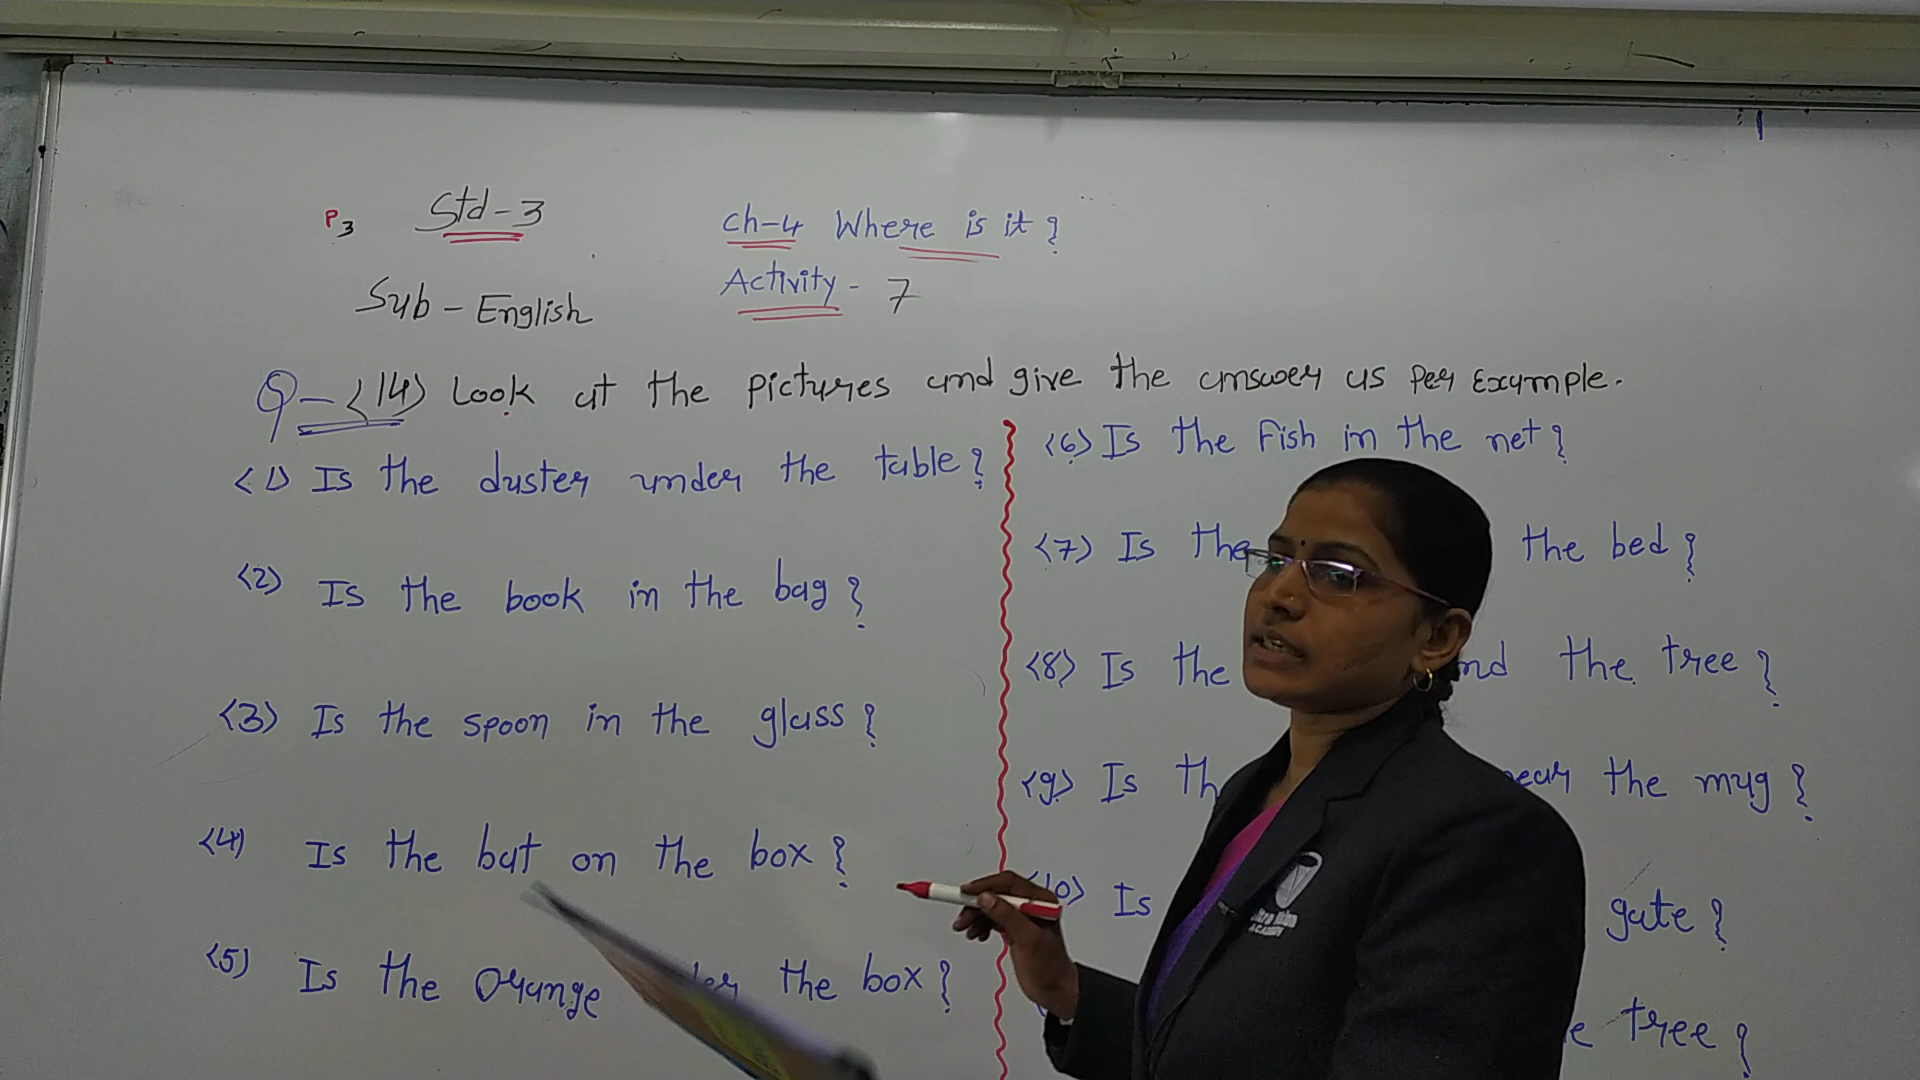 P3 Std-3
Sub - English
Ch-4 Where is it?
Activity - 7
Q-<14> Look at the pictures and give the answer as per Example.
<1> Is the duster under the table?
<2> Is the book in the bag?
<3> Is the spoon in the glass?
<4> Is the bat on the box?
<5> Is the Orange the box?
<6> Is the Fish in the net?
<7> Is the the bed?
<8> Is the the tree?
<9> Is near the mug?
<10> Is gate?
tree?
ACADEMY